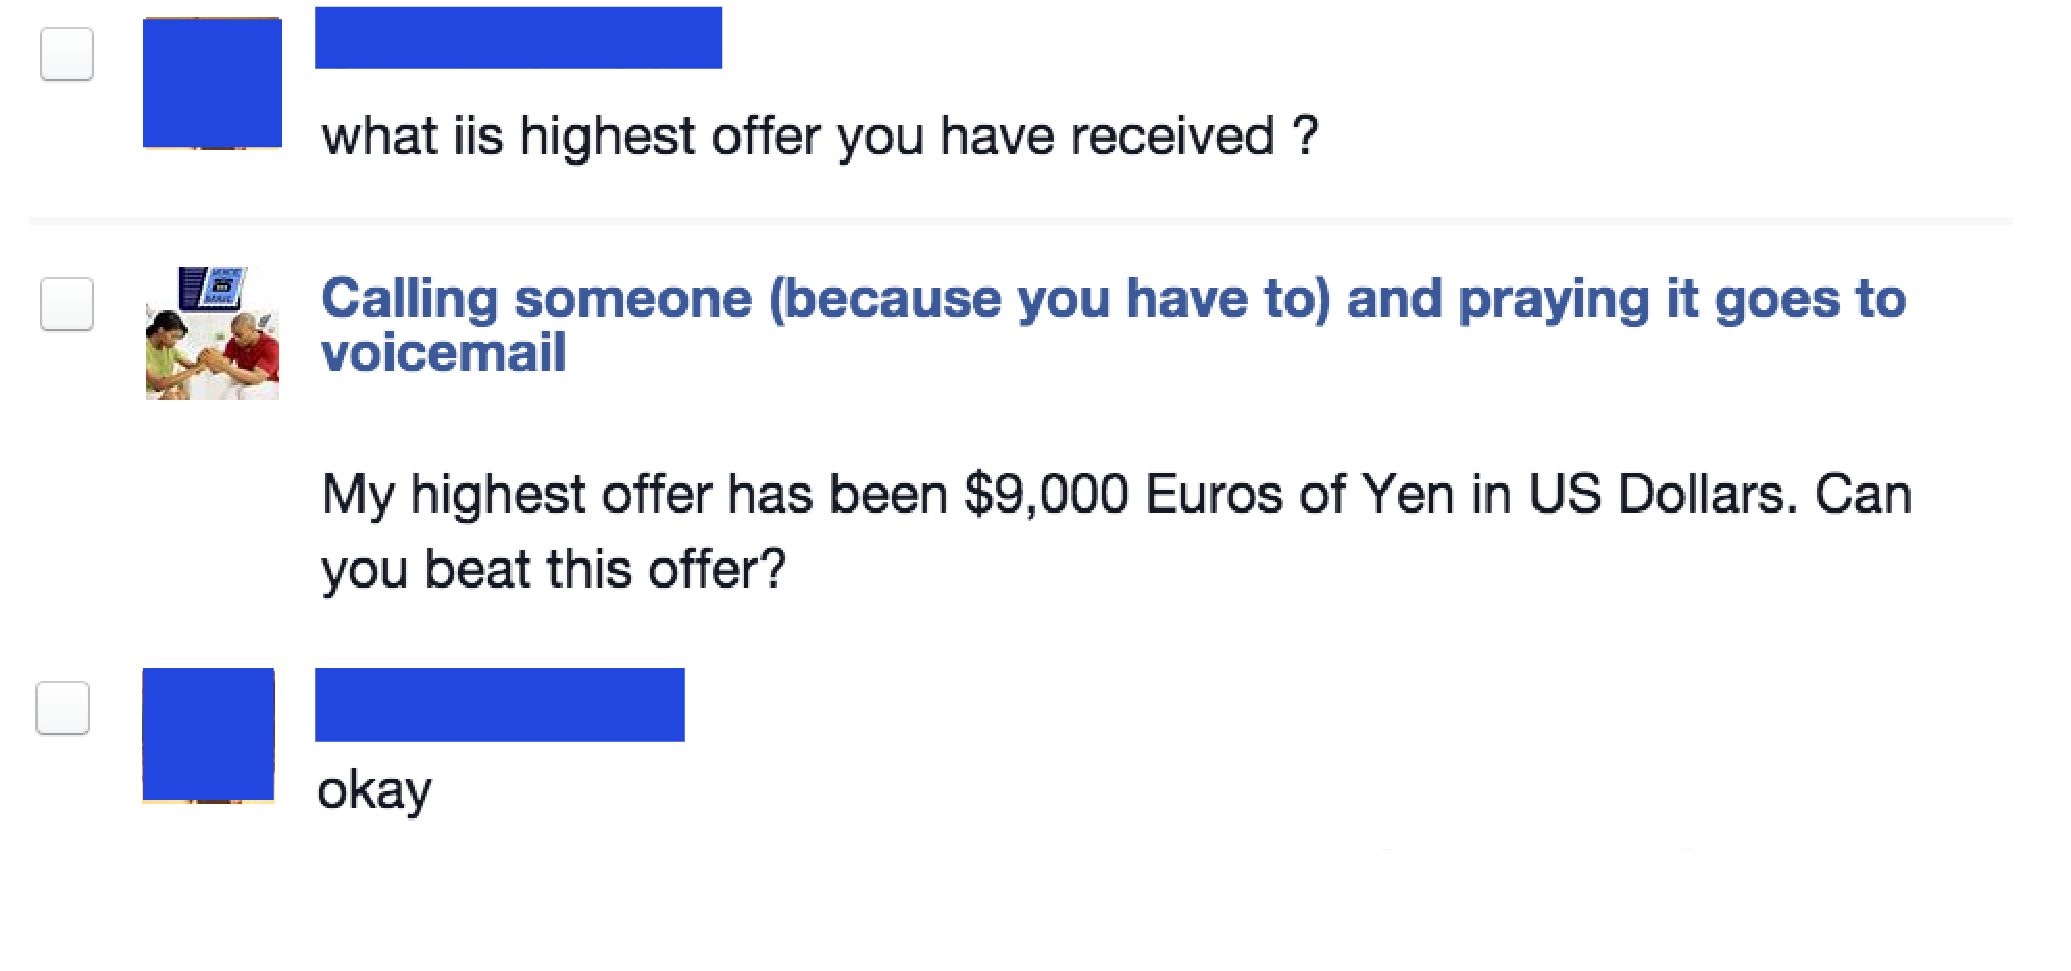 what iis highest offer you have received ?
Calling someone (because you have to) and praying it goes to
voicemail
My highest offer has been $9,000 Euros of Yen in US Dollars. Can
you beat this offer?
okay